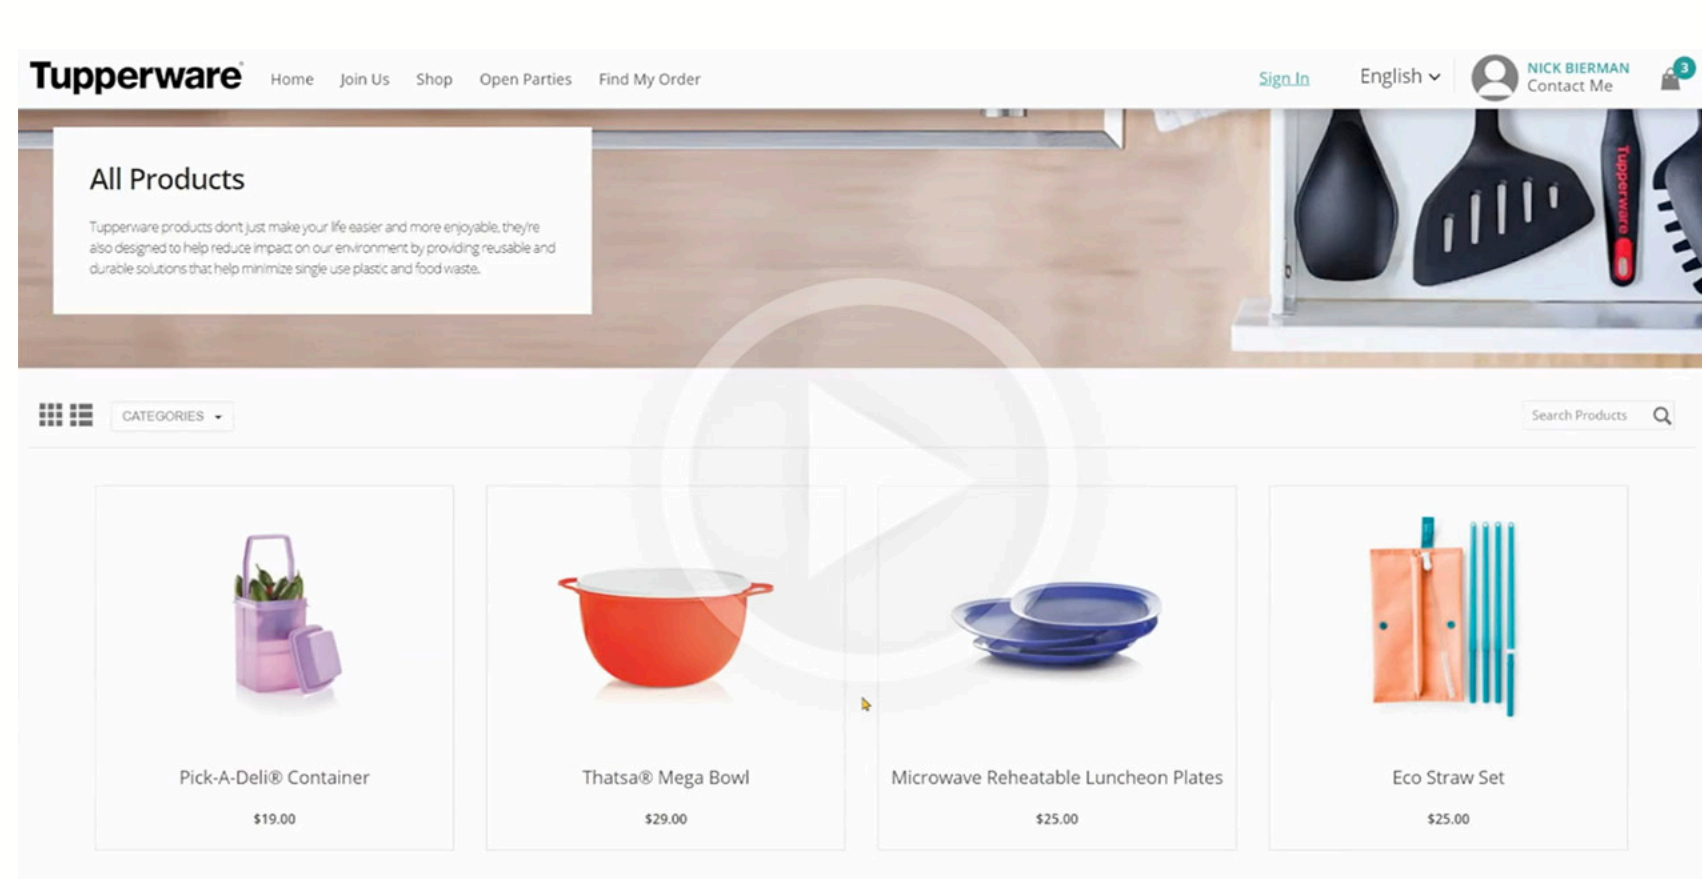 Tupperware
Home Join Us Shop Open Parties Find My Order
Sign In English NICK BIERMAN
Contact Me
3
All Products
Tupperware products don't just make your life easier and more enjoyable, they're
also designed to help reduce impact on our environment by providing reusable and
durable solutions that help minimize single use plastic and food waste.
Tupperware
CATEGORIES
Search Products
Pick-A-Deli® Container
$19.00
Thatsa® Mega Bowl
$29.00
Microwave Reheatable Luncheon Plates
$25.00
Eco Straw Set
$25.00